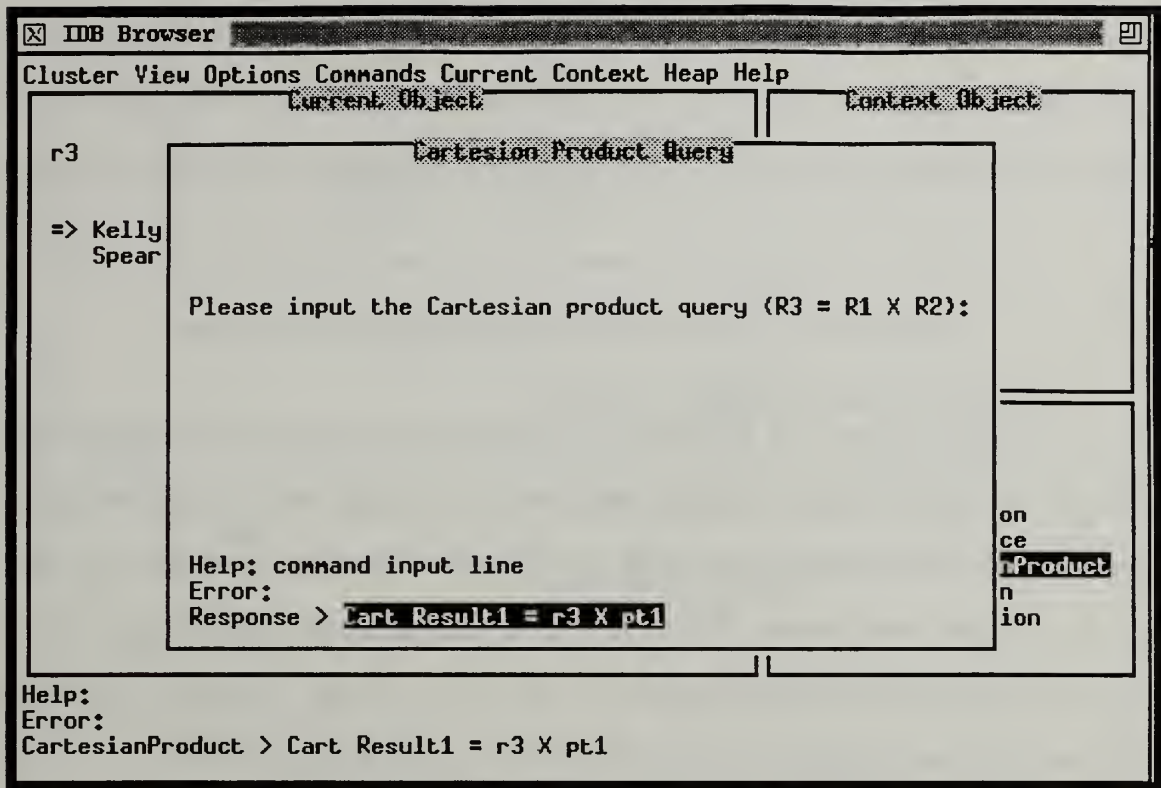 IDB Browser
Cluster View Options Commands Current Context Heap Help
Current Object
Context Object
r3
Cartesion Product Query
=> Kelly
Spear
Please input the Cartesian product query (R3 = R1 X R2):
on
ce
nProduct
n
ion
Help: command input line
Error:
Response > Cart Result1 = r3 X pt1
Help:
Error:
CartesianProduct > Cart Result1 = r3 X pt1